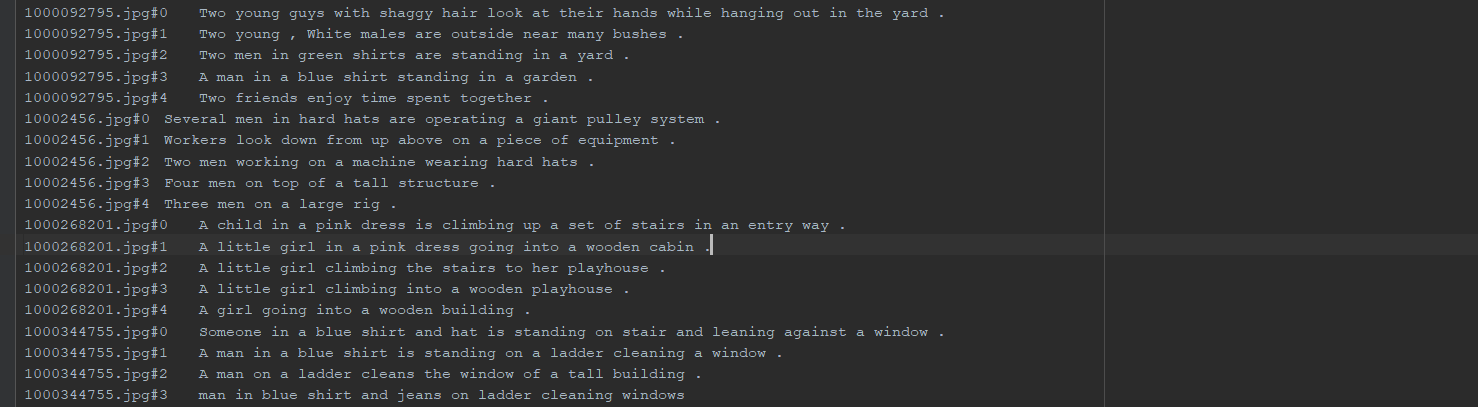 1000092795.jpg#0	Two young guys with shaggy hair look at their hands while hanging out in the yard .
1000092795.jpg#1	Two young , White males are outside near many bushes .
1000092795.jpg#2	Two men in green shirts are standing in a yard .
1000092795.jpg#3	A man in a blue shirt standing in a garden .
1000092795.jpg#4	Two friends enjoy time spent together .
10002456.jpg#0	Several men in hard hats are operating a giant pulley system .
10002456.jpg#1	Workers look down from up above on a piece of equipment .
10002456.jpg#2	Two men working on a machine wearing hard hats .
10002456.jpg#3	Four men on top of a tall structure .
10002456.jpg#4	Three men on a large rig .
1000268201.jpg#0	A child in a pink dress is climbing up a set of stairs in an entry way .
1000268201.jpg#1	A little girl in a pink dress going into a wooden cabin .
1000268201.jpg#2	A little girl climbing the stairs to her playhouse .
1000268201.jpg#3	A little girl climbing into a wooden playhouse .
1000268201.jpg#4	A girl going into a wooden building .
1000344755.jpg#0	Someone in a blue shirt and hat is standing on stair and leaning against a window .
1000344755.jpg#1	A man in a blue shirt is standing on a ladder cleaning a window .
1000344755.jpg#2	A man on a ladder cleans the window of a tall building .
1000344755.jpg#3	man in blue shirt and jeans on ladder cleaning windows